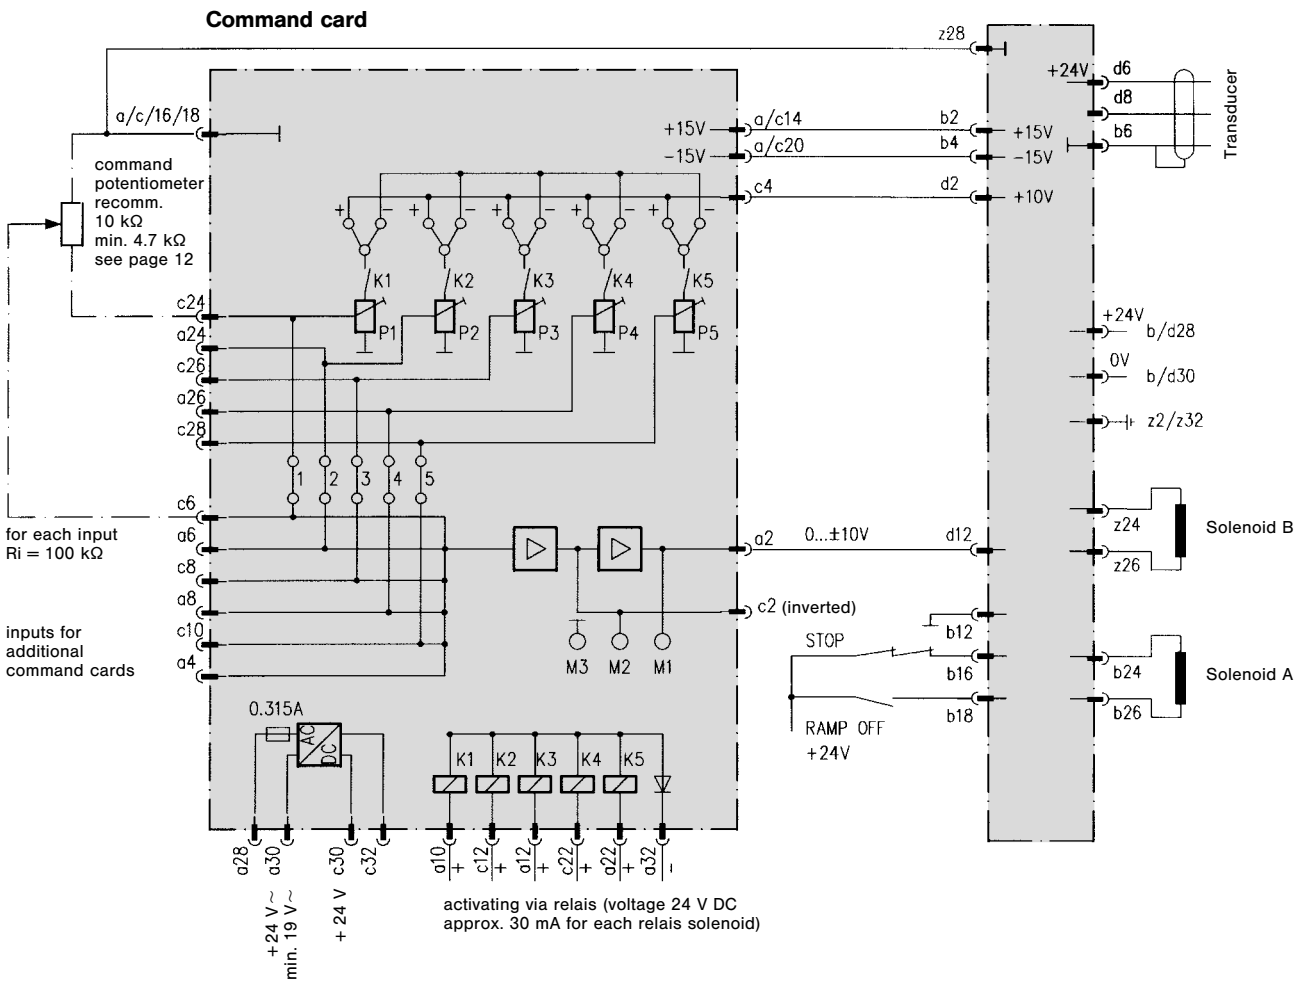 Command card
z28
+24V
d6
d8
b6
Transducer
a/c/16/18
+15V
a/c14
b2
+15V
-15V
a/c20
b4
-15V
c4
d2
+10V
command
potentiometer
recomm.
10 kΩ
min. 4.7 kΩ
see page 12
+ - + - + - + - + -
K1 K2 K3 K4 K5
P1 P2 P3 P4 P5
c24
a24
c26
a26
c28
+24V
b/d28
0V
b/d30
z2/z32
1 2 3 4 5
c6
for each input
Ri = 100 kΩ
a6
c8
a8
c10
a4
inputs for
additional
command cards
a2
0...±10V
d12
z24
z26
Solenoid B
c2 (inverted)
b12
M3 M2 M1
STOP
b16
b18
RAMP OFF
+24V
b24
b26
Solenoid A
0.315A
AC
DC
K1 K2 K3 K4 K5
a28
a30
c30
c32
a10
c12
a12
c22
a22
a32
+ + + + + -
+24 V ~
min. 19 V ~
+24 V
activating via relais (voltage 24 V DC
approx. 30 mA for each relais solenoid)